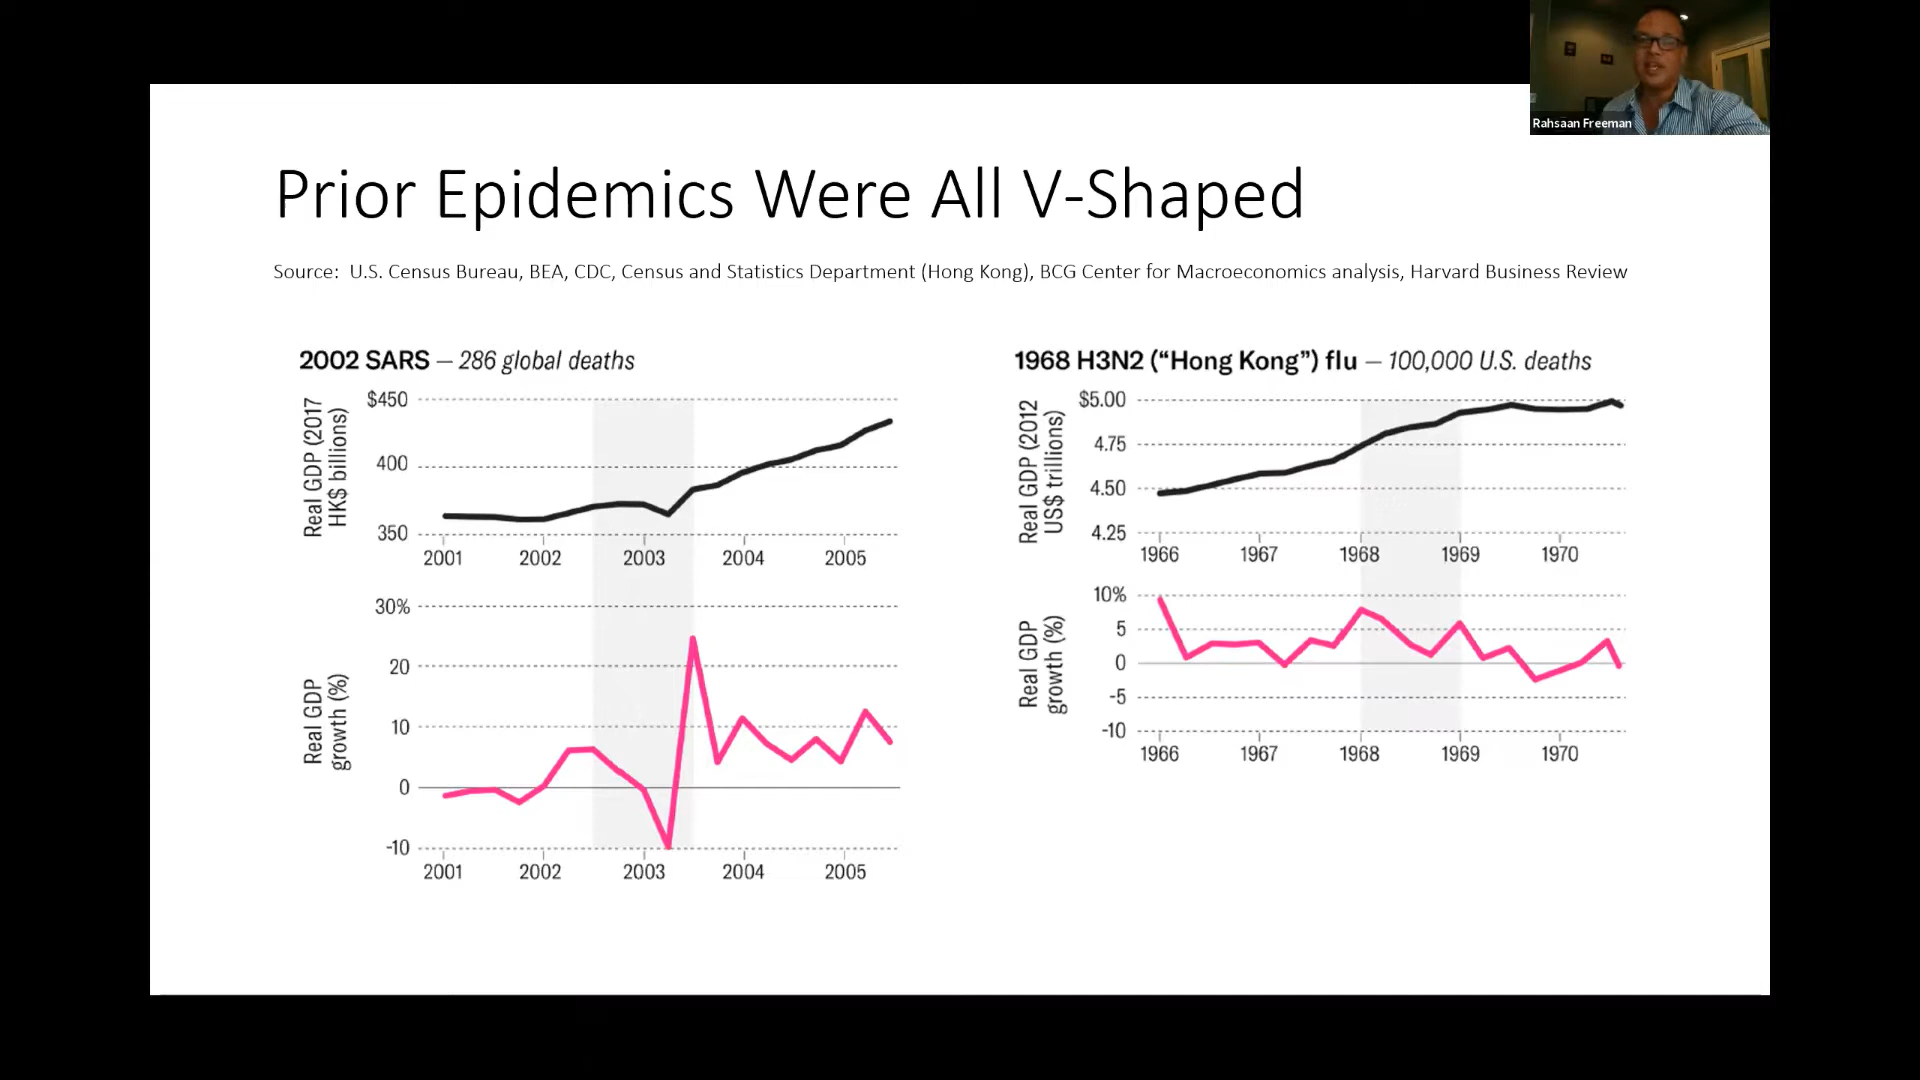 Rahsaan Freeman
Prior Epidemics Were All V-Shaped
Source: U.S. Census Bureau, BEA, CDC, Census and Statistics Department (Hong Kong), BCG Center for Macroeconomics analysis, Harvard Business Review
2002 SARS — 286 global deaths
Real GDP (2017
HK$ billions)
$450
400
350
2001 2002 2003 2004 2005
Real GDP
growth (%)
30%
20
10
0
-10
2001 2002 2003 2004 2005
1968 H3N2 (“Hong Kong”) flu — 100,000 U.S. deaths
Real GDP (2012
US$ trillions)
$5.00
4.75
4.50
4.25
1966 1967 1968 1969 1970
Real GDP
growth (%)
10%
5
0
-5
-10
1966 1967 1968 1969 1970